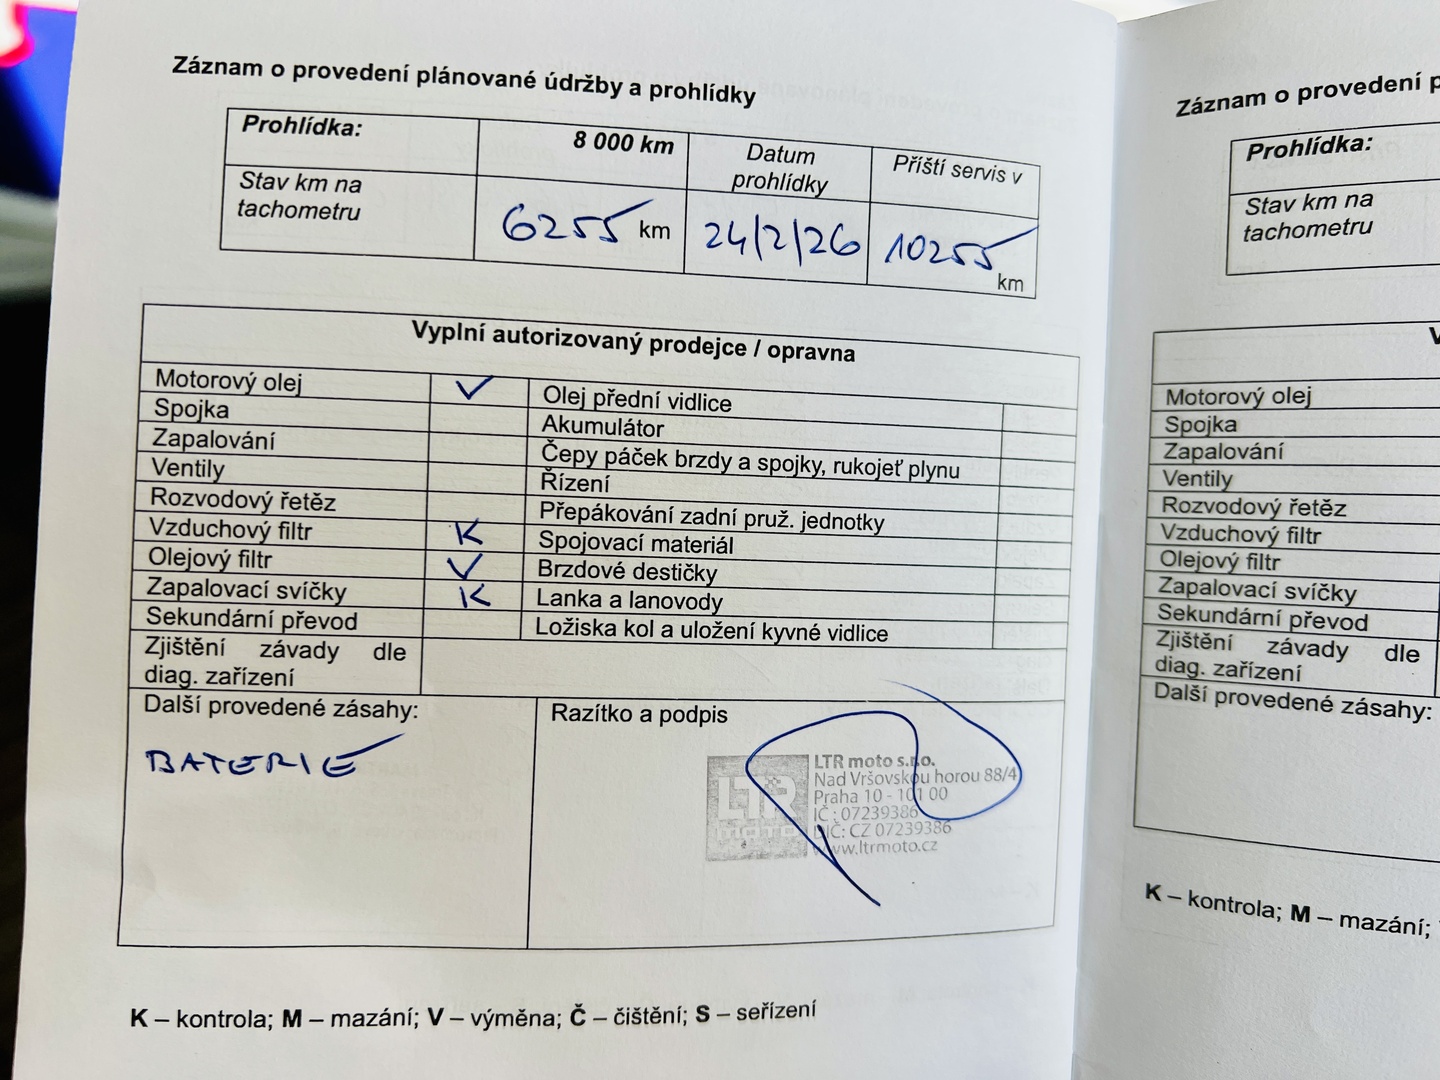 Záznam o provedení plánované údržby a prohlídky
Prohlídka: 8 000 km Datum prohlídky Příští servis v
Stav km na tachometru 6255 km 24/2/26 10255 km
Vyplní autorizovaný prodejce / opravna
Motorový olej V Olej přední vidlice
Spojka Akumulátor
Zapalování Čepy páček brzdy a spojky, rukojeť plynu
Ventily Řízení
Rozvodový řetěz Přepákování zadní pruž. jednotky
Vzduchový filtr K Spojovací materiál
Olejový filtr V Brzdové destičky
Zapalovací svíčky K Lanka a lanovody
Sekundární převod Ložiska kol a uložení kyvné vidlice
Zjištění závady dle
diag. zařízení
Další provedené zásahy: Razítko a podpis
BATERIE
LTR MOTO
LTR moto s.r.o.
Nad Vršovskou horou 88/4
Praha 10 - 101 00
IČ : 07239386
DIČ: CZ 07239386
www.ltrmoto.cz
K – kontrola; M – mazání; V – výměna; Č – čištění; S – seřízení
Záznam o provedení
Prohlídka:
Stav km na
tachometru
Motorový olej
Spojka
Zapalování
Ventily
Rozvodový řetěz
Vzduchový filtr
Olejový filtr
Zapalovací svíčky
Sekundární převod
Zjištění závady dle
diag. zařízení
Další provedené zásahy:
K – kontrola; M – mazání;